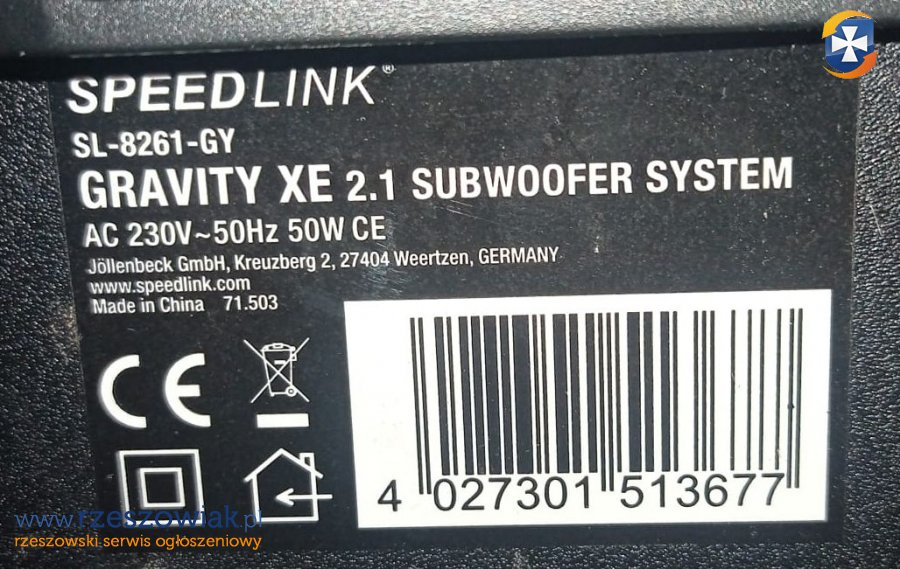 SPEEDLINK®
SL-8261-GY
GRAVITY XE 2.1 SUBWOOFER SYSTEM
AC 230V~50Hz 50W CE
Jöllenbeck GmbH, Kreuzberg 2, 27404 Weertzen, GERMANY
www.speedlink.com
Made in China 71.503
CE
4 027301 513677
www.rzeszowiak.pl
rzeszowski serwis ogłoszeniowy